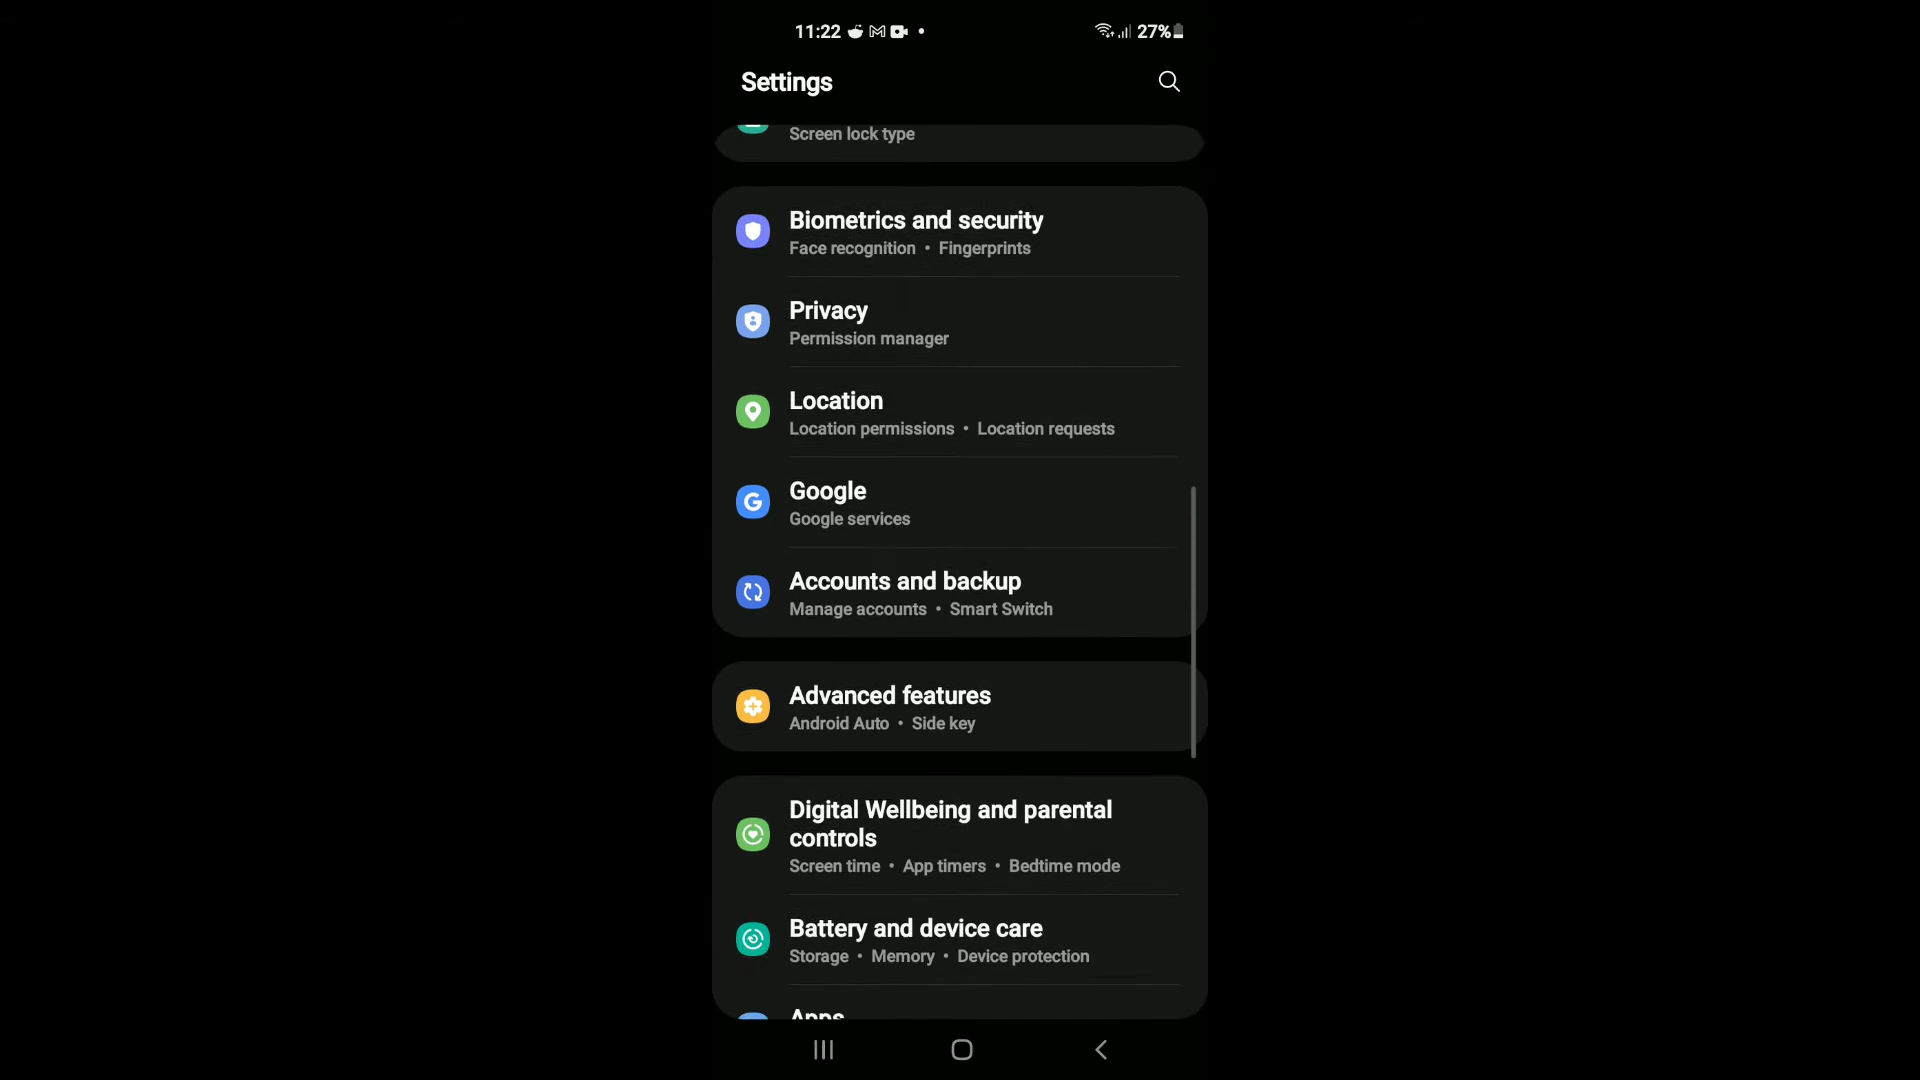 11:22 27%
Settings
Screen lock type
Biometrics and security
Face recognition • Fingerprints
Privacy
Permission manager
Location
Location permissions • Location requests
Google
Google services
Accounts and backup
Manage accounts • Smart Switch
Advanced features
Android Auto • Side key
Digital Wellbeing and parental
controls
Screen time • App timers • Bedtime mode
Battery and device care
Storage • Memory • Device protection
Apps